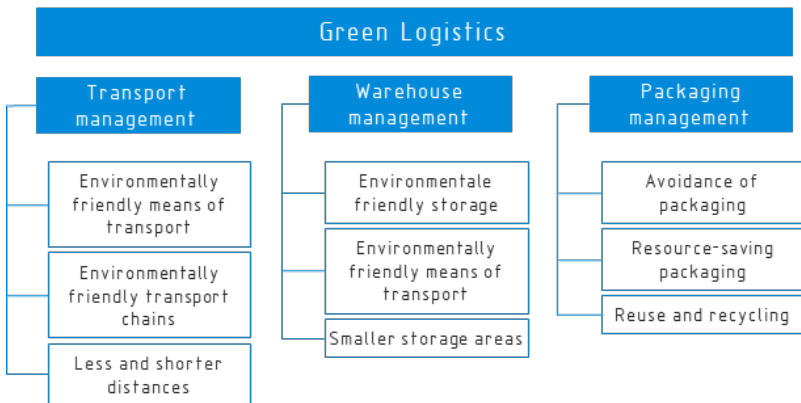 Green Logistics
Transport
management
Environmentally
friendly means of
transport
Environmentally
friendly transport
chains
Less and shorter
distances
Warehouse
management
Environmentale
friendly storage
Environmentally
friendly means of
transport
Smaller storage areas
Packaging
management
Avoidance of
packaging
Resource-saving
packaging
Reuse and recycling